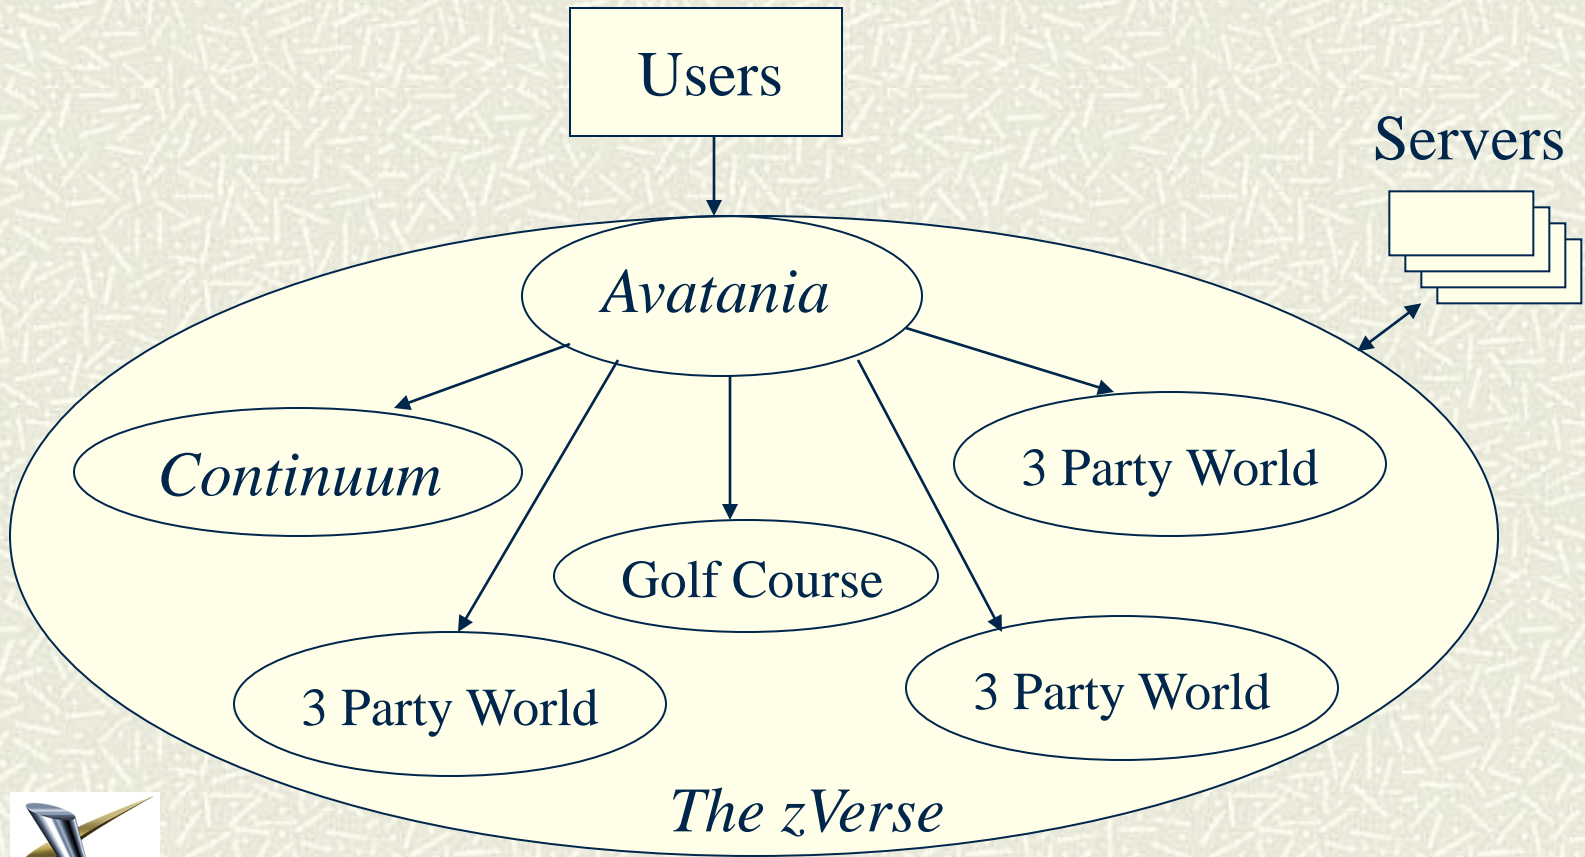 Users
Servers
Avatania
Continuum
3 Party World
Golf Course
3 Party World
3 Party World
The zVerse